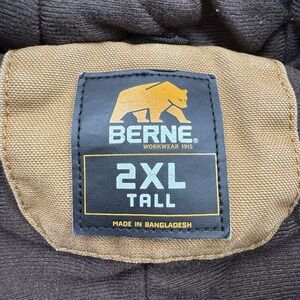 BERNE®
WORKWEAR 1915
2XL
TALL
MADE IN BANGLADESH